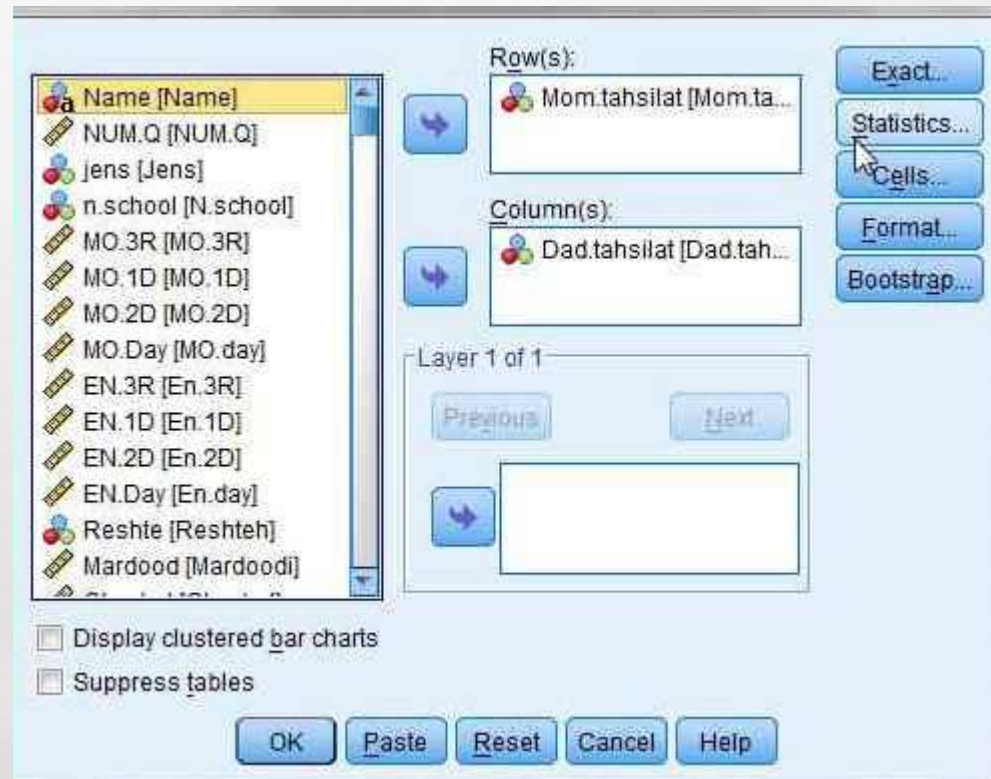 Name [Name]
NUM.Q [NUM.Q]
jens [Jens]
n.school [N.school]
MO.3R [MO.3R]
MO.1D [MO.1D]
MO.2D [MO.2D]
MO.Day [MO.day]
EN.3R [En.3R]
EN.1D [En.1D]
EN.2D [En.2D]
EN.Day [En.day]
Reshte [Reshteh]
Mardood [Mardoodi]
Row(s):
Mom.tahsilat [Mom.ta...
Column(s):
Dad.tahsilat [Dad.tah...
Layer 1 of 1
Previous
Next
Exact...
Statistics...
Cells...
Format...
Bootstrap...
Display clustered bar charts
Suppress tables
OK Paste Reset Cancel Help